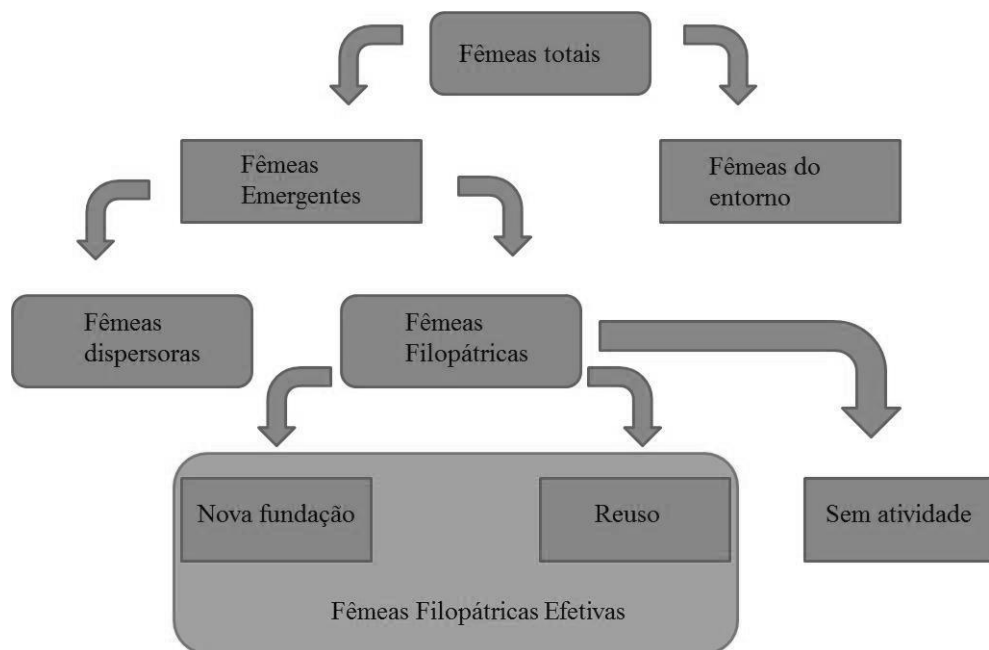 Fêmeas totais
Fêmeas
Emergentes
Fêmeas do
entorno
Fêmeas
dispersoras
Fêmeas
Filopátricas
Nova fundação
Reuso
Sem atividade
Fêmeas Filopátricas Efetivas